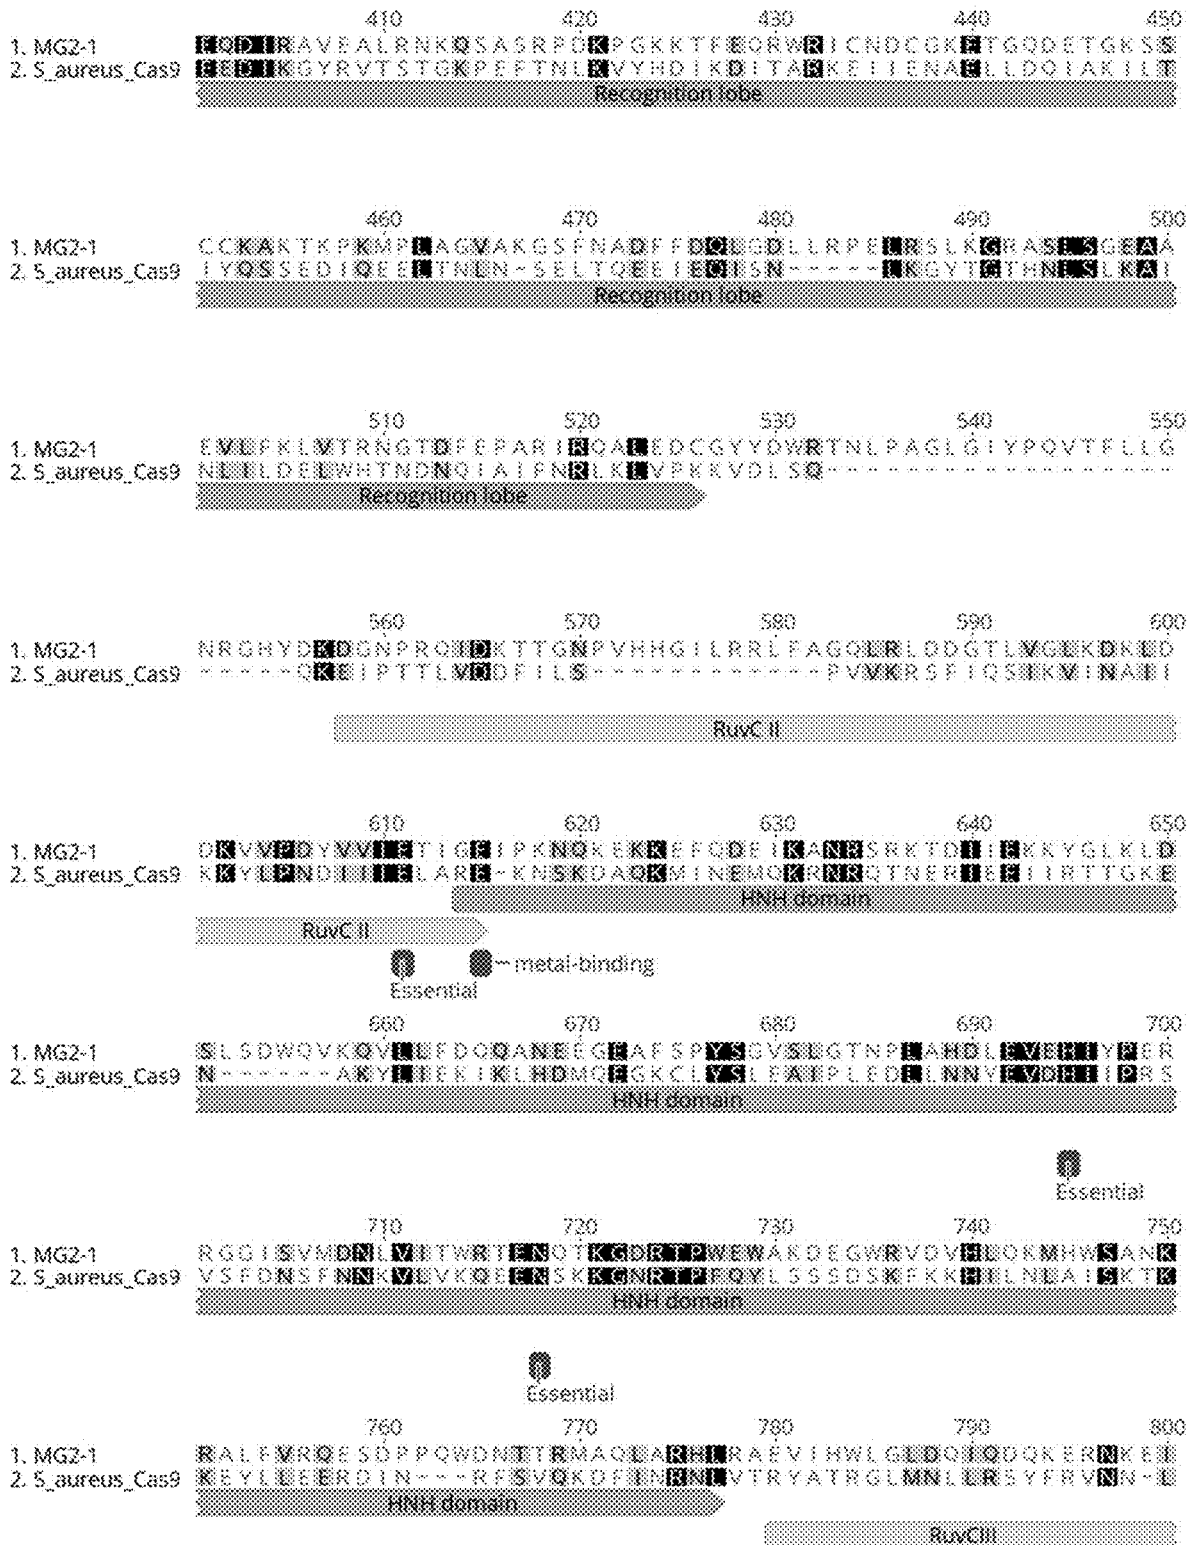 410 420 430 440 450
1. MG2-1 EQDIRAVEALRNKQSASRPDKPGKKTFEQRWRICNDCGKETGQDETGKSS
2. S_aureus_Cas9 EEDIKGYRVTSTGKPEFTNLKVYHDIKDITARKEIIENAELLDQIAKILT
Recognition lobe
460 470 480 490 500
1. MG2-1 CCKAKTKPKMPLAGVAKGSFNADFFDQLGDLLRPELRSLKGRASLSGEAA
2. S_aureus_Cas9 IYQSSEDIQEELTNLN-SELTQEEIEQISN-----LKGYTGTHNLSLKAI
Recognition lobe
510 520 530 540 550
1. MG2-1 EVLFKLVTRNGTDFEPARIRQALEDCGYYDWRTNLPAGLGIYPQVTFLLG
2. S_aureus_Cas9 NLILDELWHTNDNQIAIFNRLKLVPKKVDLSQ------------------
Recognition lobe
560 570 580 590 600
1. MG2-1 NRGHYDKDGNPRQIDKTTGNPVHHGILRRLFAGQLRLDDGTLVGLKDKLD
2. S_aureus_Cas9 -----QKEIPTTLVDDFILS------------PVVKRSFIQSIKVINAII
RuvC II
610 620 630 640 650
1. MG2-1 DKVVPDYVVIETIGEIPKNQKEKKEFQDEIKANRSRKTDIIEKKYGLKLD
2. S_aureus_Cas9 KKYLPNDIIIELARE-KNSKDAQKMINEMQKRNRQTNERIEEIIRTTGKE
HNH domain
RuvC II
metal-binding
Essential
660 670 680 690 700
1. MG2-1 SLSDWQVKQVLLFDQQANEEGEAFSPYSGVSLGTNPLAHDLEVEHIYPER
2. S_aureus_Cas9 N------AKYLIEKIKLHDMQEGKCLYSLEAIPLEDLLNNYEVDHIIPRS
HNH domain
Essential
710 720 730 740 750
1. MG2-1 RGGISVMDNLVITWRTENQTKGDRTPWEWAKDEGWRVDVHLQKMHWSANK
2. S_aureus_Cas9 VSFDNSFNNKVLVKQEENSKKGNRTPFQYLSSSDSKFKKHILNLAISKTK
HNH domain
Essential
760 770 780 790 800
1. MG2-1 RALFVRQESDPPQWDNTTRMAQLARHLRAEVIHWLGLDQIQDQKERNKEI
2. S_aureus_Cas9 KEYLLEERDIN---RFSVQKDFINRNLVTRYATRGLMNLLRSYFRVNN-L
HNH domain
RuvCIII